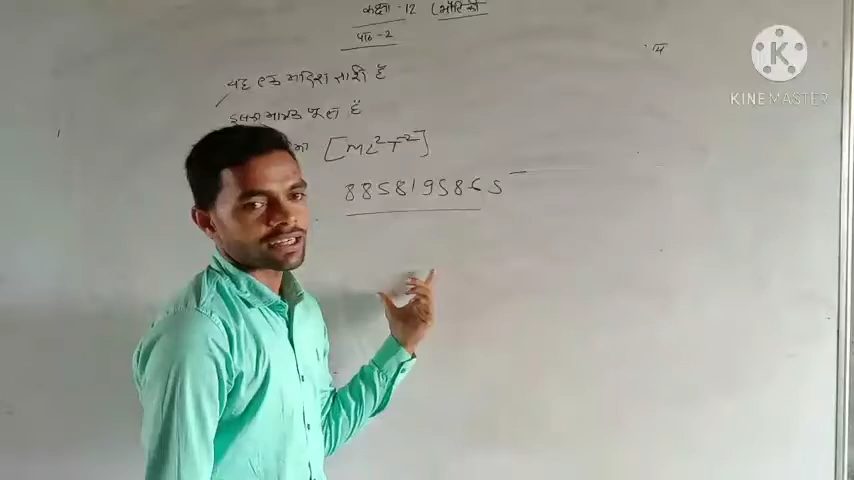 कक्षा -12 (भौतिकी
पाठ -2
यह एक अदिश राशी है
इसका मात्रक जूल है
[ML²T⁻²]
8858195865
KINEMASTER